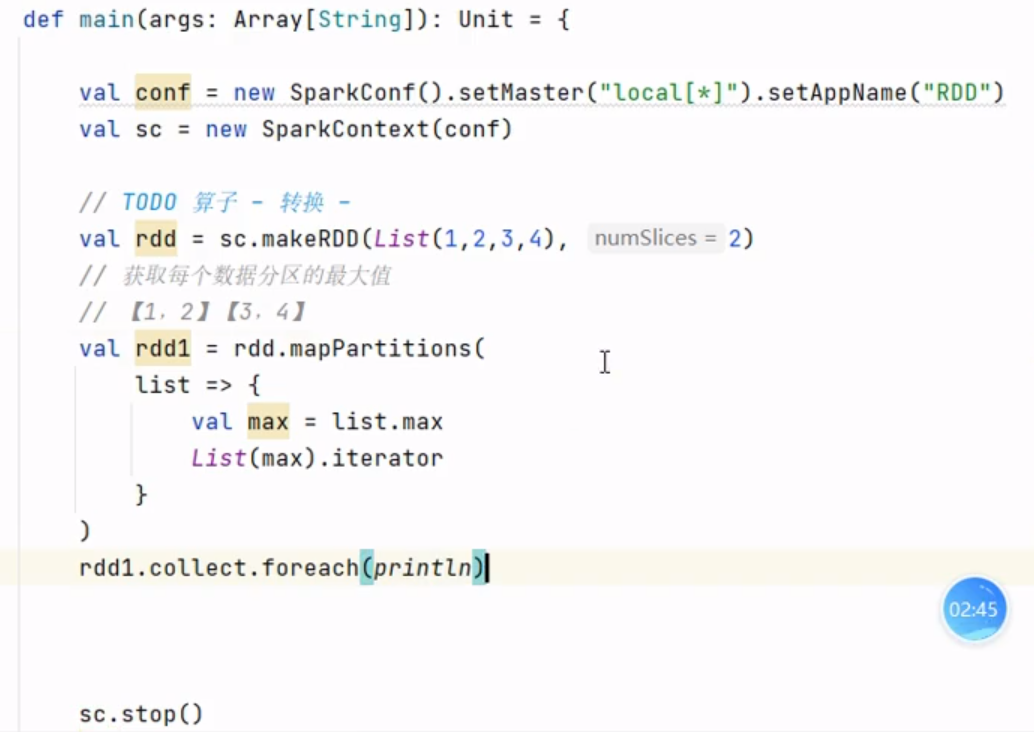 def main(args: Array[String]): Unit = {
val conf = new SparkConf().setMaster("local[*]").setAppName("RDD")
val sc = new SparkContext(conf)
// TODO 算子 - 转换 -
val rdd = sc.makeRDD(List(1,2,3,4), numSlices = 2)
// 获取每个数据分区的最大值
// 【1，2】【3，4】
val rdd1 = rdd.mapPartitions(
list => {
val max = list.max
List(max).iterator
}
)
rdd1.collect.foreach(println)
02:45
sc.stop()